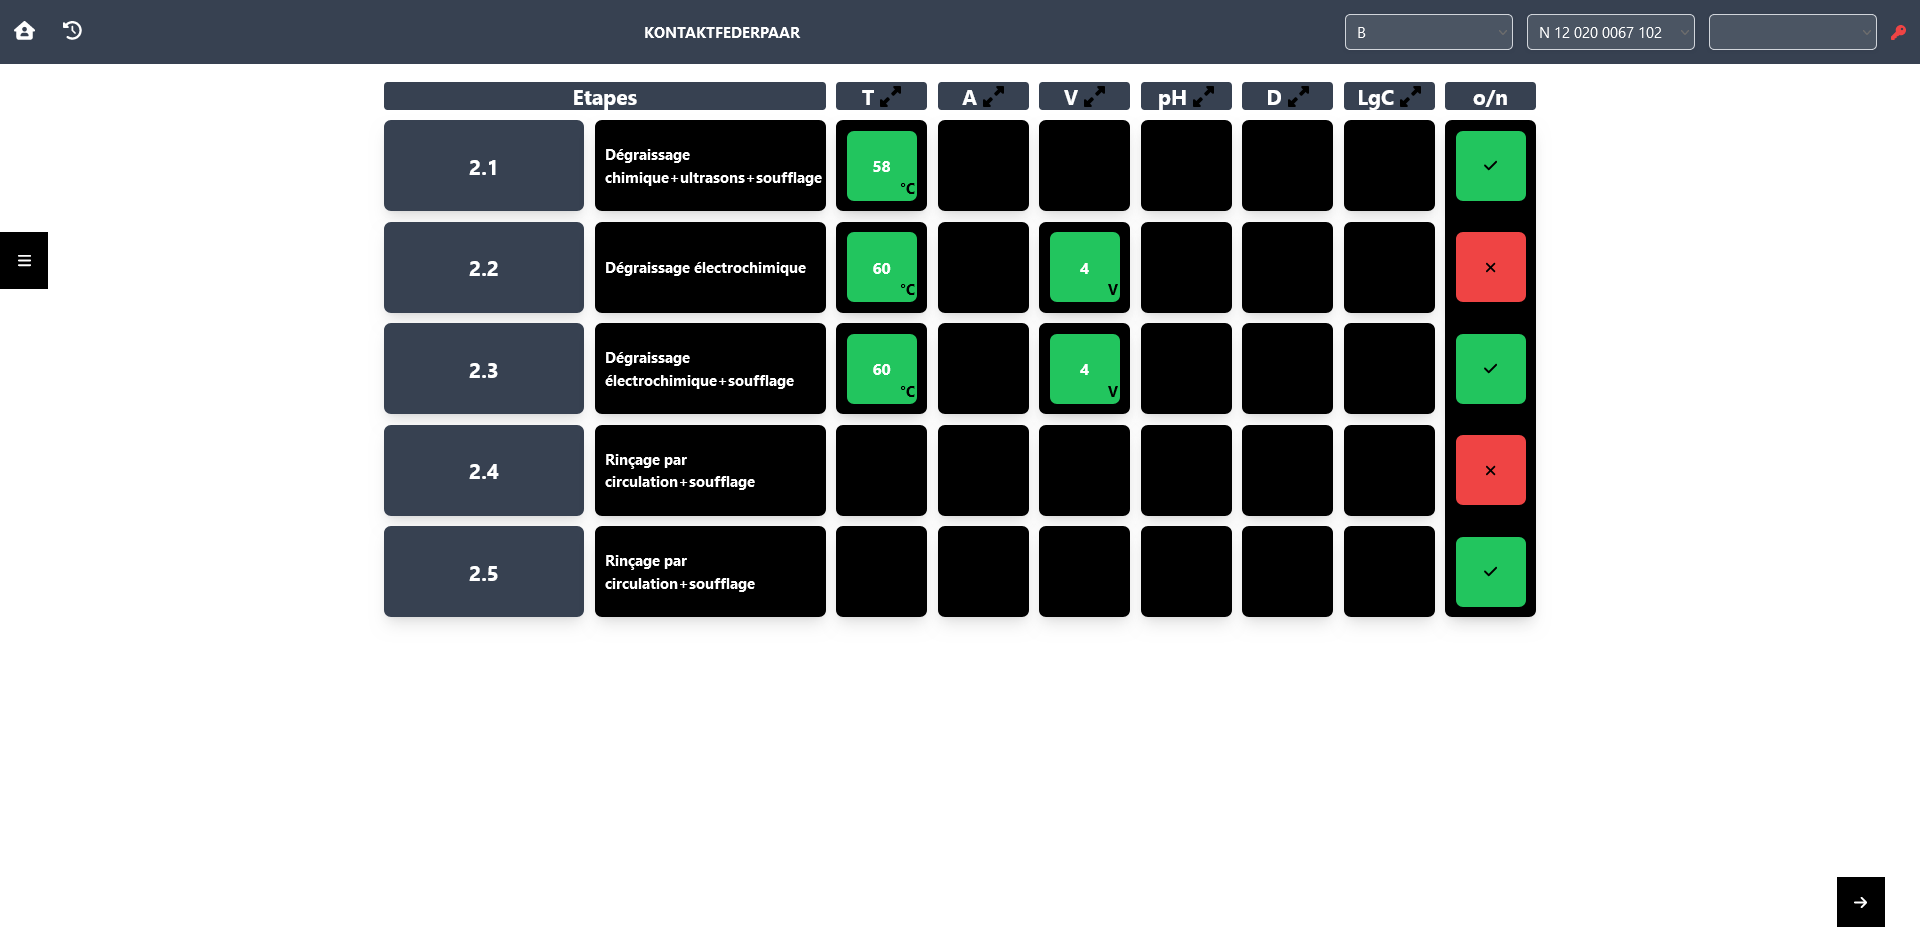 KONTAKTFEDERPAAR
B
N 12 020 0067 102
Etapes
T
A
V
pH
D
LgC
o/n
2.1
Dégraissage
chimique+ultrasons+soufflage
58
°C
2.2
Dégraissage électrochimique
60
°C
4
V
2.3
Dégraissage
électrochimique+soufflage
60
°C
4
V
2.4
Rinçage par
circulation+soufflage
2.5
Rinçage par
circulation+soufflage